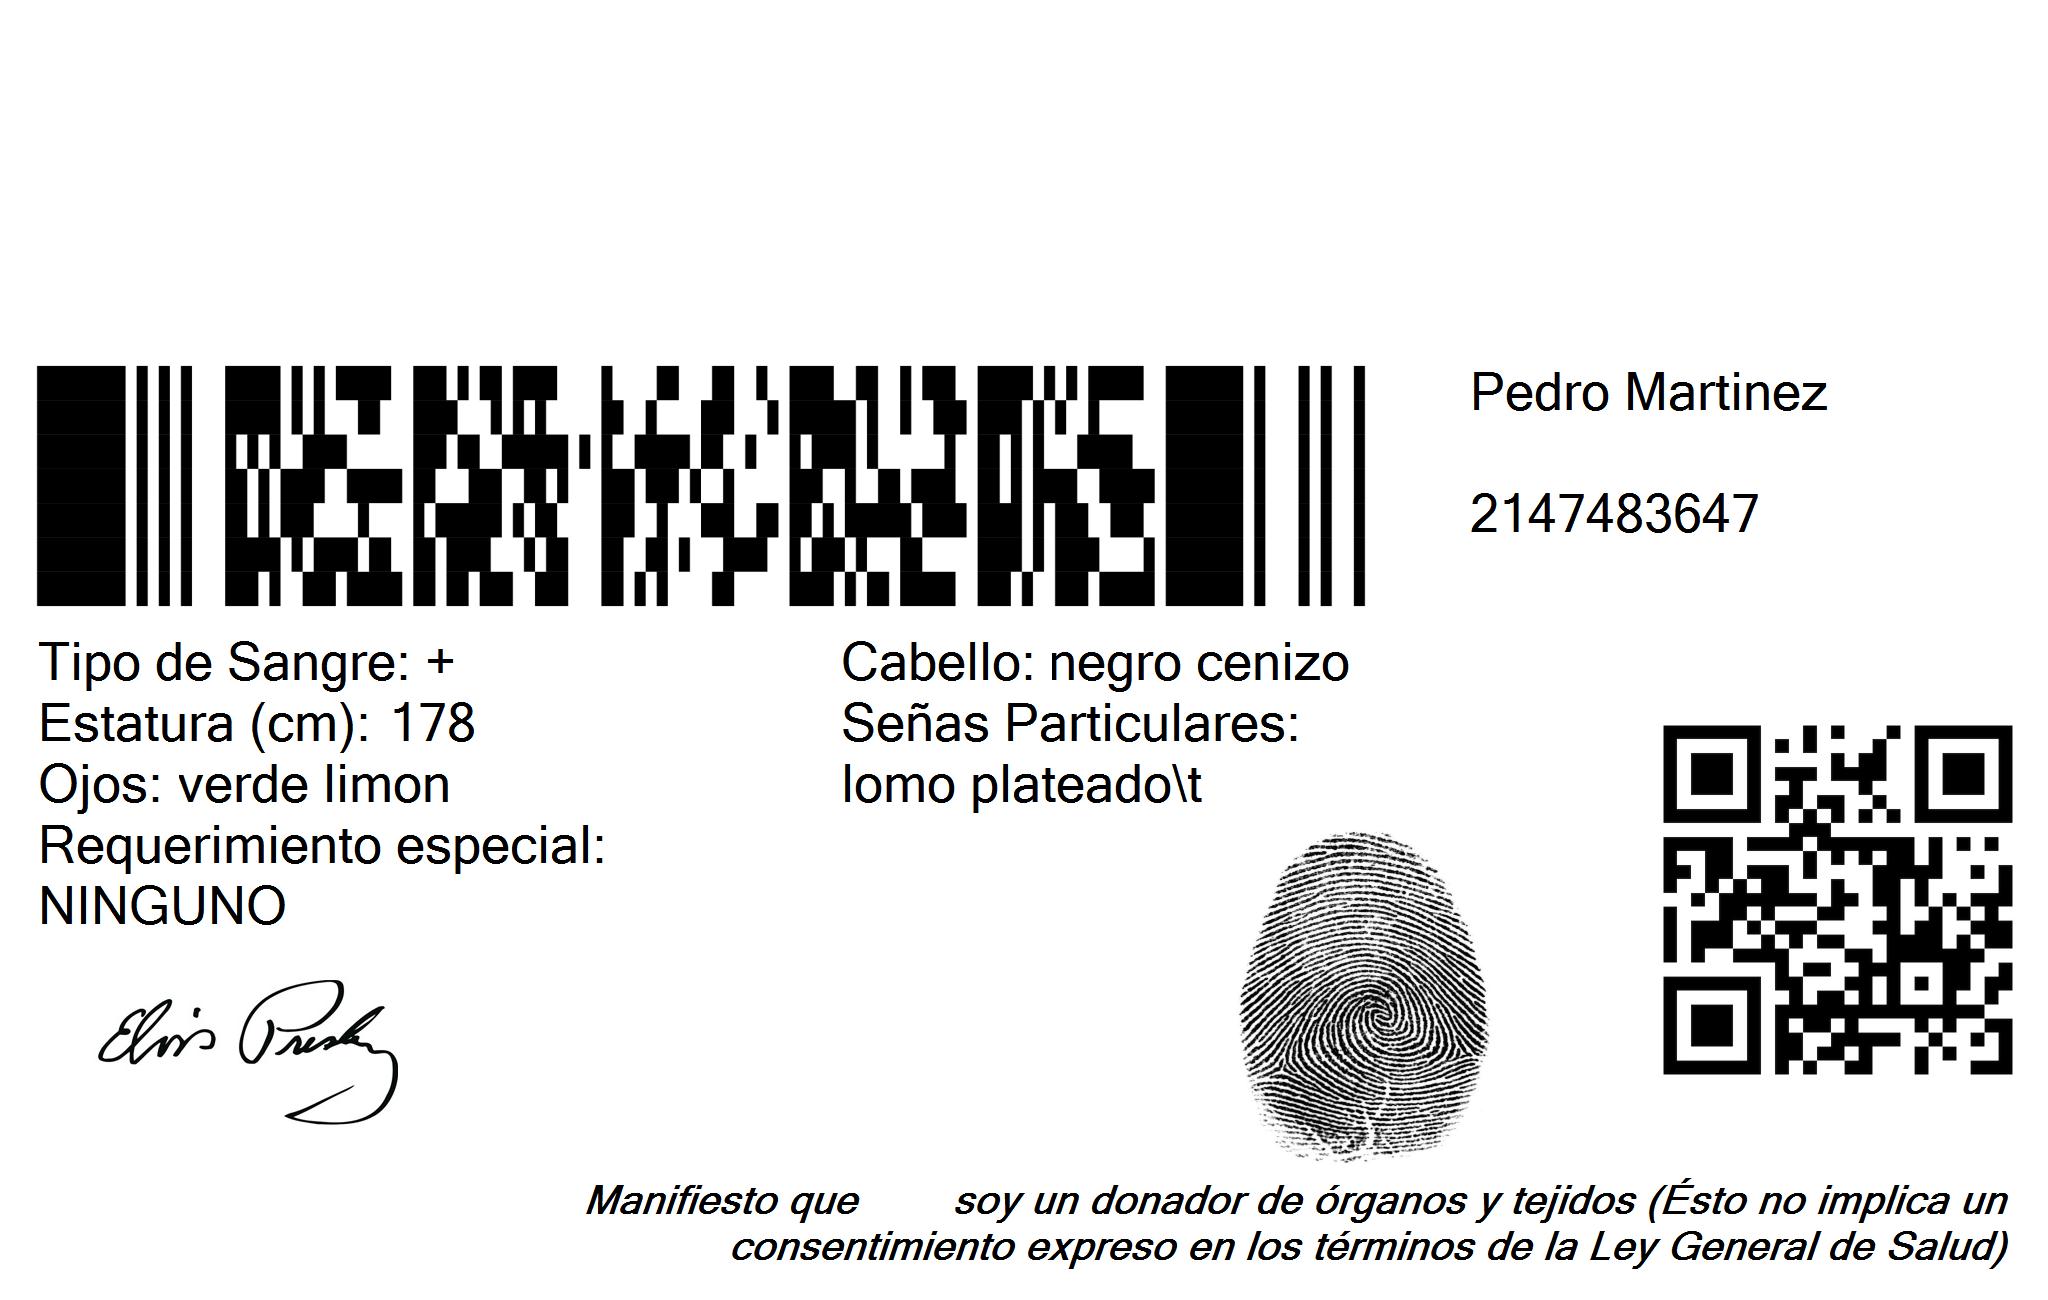 Pedro Martinez
2147483647
Tipo de Sangre: +
Estatura (cm): 178
Ojos: verde limon
Requerimiento especial:
NINGUNO
Cabello: negro cenizo
Señas Particulares:
lomo plateado\t
Elvis Presley
Manifiesto que soy un donador de órganos y tejidos (Ésto no implica un
consentimiento expreso en los términos de la Ley General de Salud)